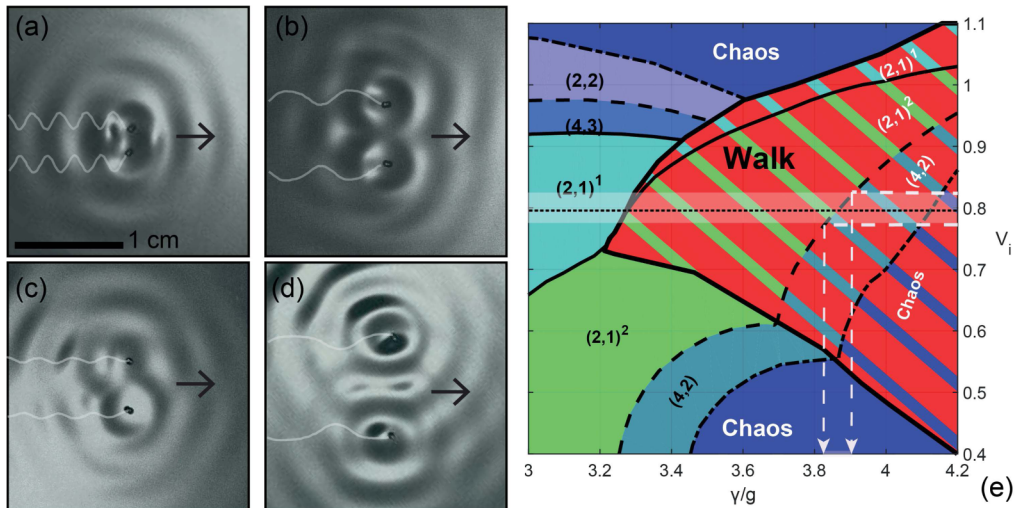 (a)
1 cm
(b)
(c)
(d)
Chaos
(2,2)
(4,3)
(2,1)¹
(2,1)²
(4,2)
Chaos
Walk
(2,1)¹
(2,1)²
(4,2)
Chaos
1.1
1
0.9
0.8
0.7
0.6
0.5
0.4
Vᵢ
3 3.2 3.4 3.6 3.8 4 4.2
γ/g
(e)